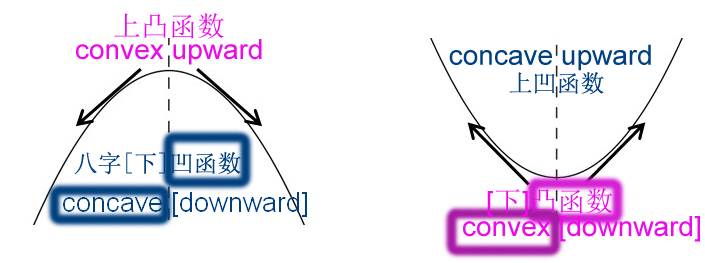 上凸函数
convex upward
八字[下]凹函数
concave [downward]
concave upward
上凹函数
[下]凸函数
convex [downward]